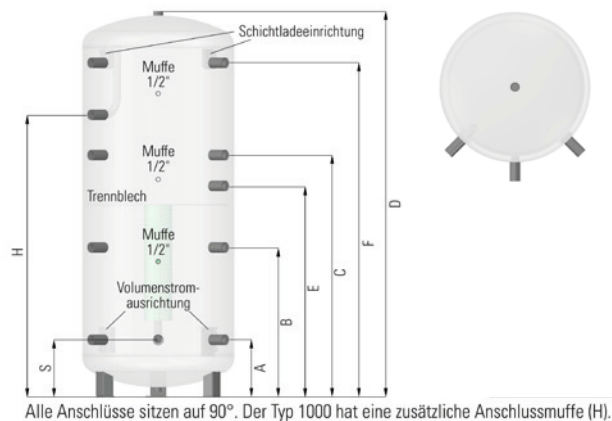 Schichtladeeinrichtung
Muffe
1/2"
Muffe
1/2"
Trennblech
Muffe
1/2"
Volumenstrom-
ausrichtung
H
S
A
B
E
C
F
D
Alle Anschlüsse sitzen auf 90°. Der Typ 1000 hat eine zusätzliche Anschlussmuffe (H).